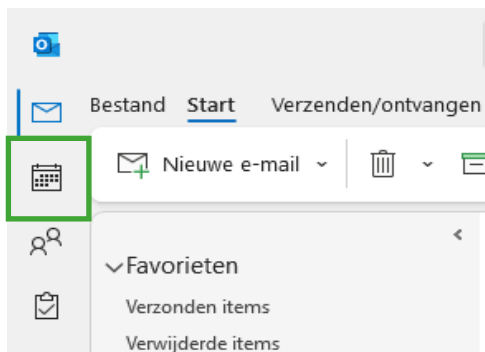 Bestand Start Verzenden/ontvangen
Nieuwe e-mail
Favorieten
Verzonden items
Verwijderde items